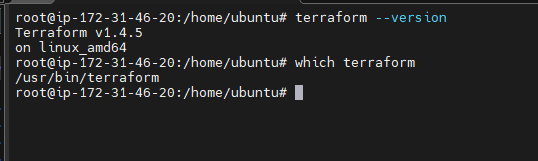 root@ip-172-31-46-20:/home/ubuntu# terraform --version
Terraform v1.4.5
on linux_amd64
root@ip-172-31-46-20:/home/ubuntu# which terraform
/usr/bin/terraform
root@ip-172-31-46-20:/home/ubuntu#